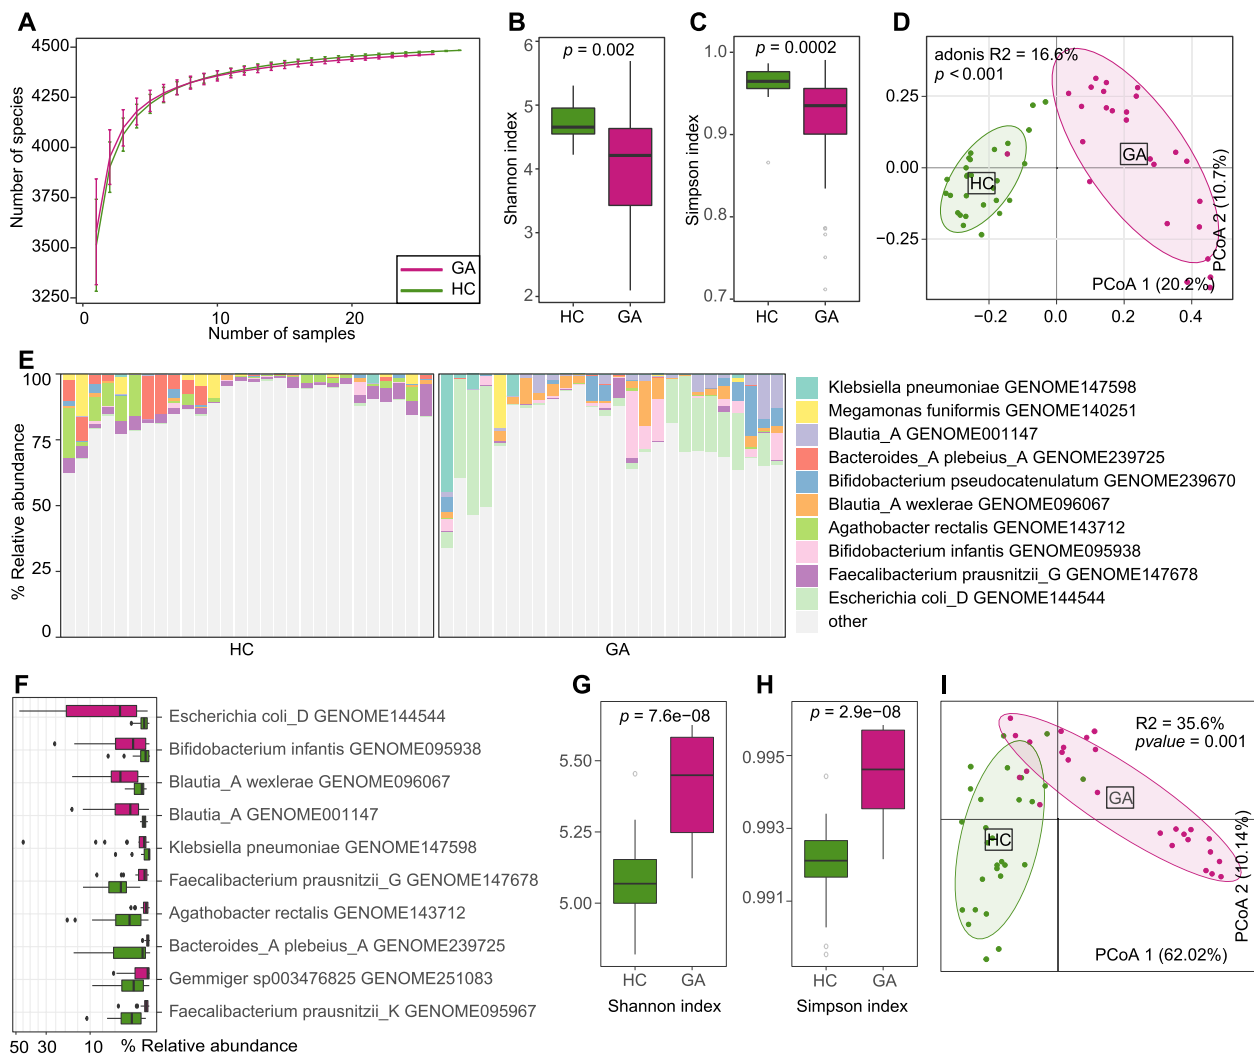 A
Number of species
4500
4250
4000
3750
3500
3250
0
10
20
Number of samples
GA
HC
B
p = 0.002
Shannon index
6
5
4
3
2
HC
GA
C
p = 0.0002
Simpson index
1.0
0.9
0.8
0.7
HC
GA
D
adonis R2 = 16.6%
p < 0.001
0.25
0.00
−0.25
GA
HC
PCoA 2 (10.7%)
PCoA 1 (20.2%)
−0.2
0.0
0.2
0.4
E
% Relative abundance
100
75
50
25
0
HC
GA
Klebsiella pneumoniae GENOME147598
Megamonas funiformis GENOME140251
Blautia_A GENOME001147
Bacteroides_A plebeius_A GENOME239725
Bifidobacterium pseudocatenulatum GENOME239670
Blautia_A wexlerae GENOME096067
Agathobacter rectalis GENOME143712
Bifidobacterium infantis GENOME095938
Faecalibacterium prausnitzii_G GENOME147678
Escherichia coli_D GENOME144544
other
F
Escherichia coli_D GENOME144544
Bifidobacterium infantis GENOME095938
Blautia_A wexlerae GENOME096067
Blautia_A GENOME001147
Klebsiella pneumoniae GENOME147598
Faecalibacterium prausnitzii_G GENOME147678
Agathobacter rectalis GENOME143712
Bacteroides_A plebeius_A GENOME239725
Gemmiger sp003476825 GENOME251083
Faecalibacterium prausnitzii_K GENOME095967
50
30
10
% Relative abundance
G
p = 7.6e−08
5.50
5.25
5.00
HC
GA
Shannon index
H
p = 2.9e−08
0.995
0.993
0.991
HC
GA
Simpson index
I
R2 = 35.6%
pvalue = 0.001
GA
HC
PCoA 2 (10.14%)
PCoA 1 (62.02%)